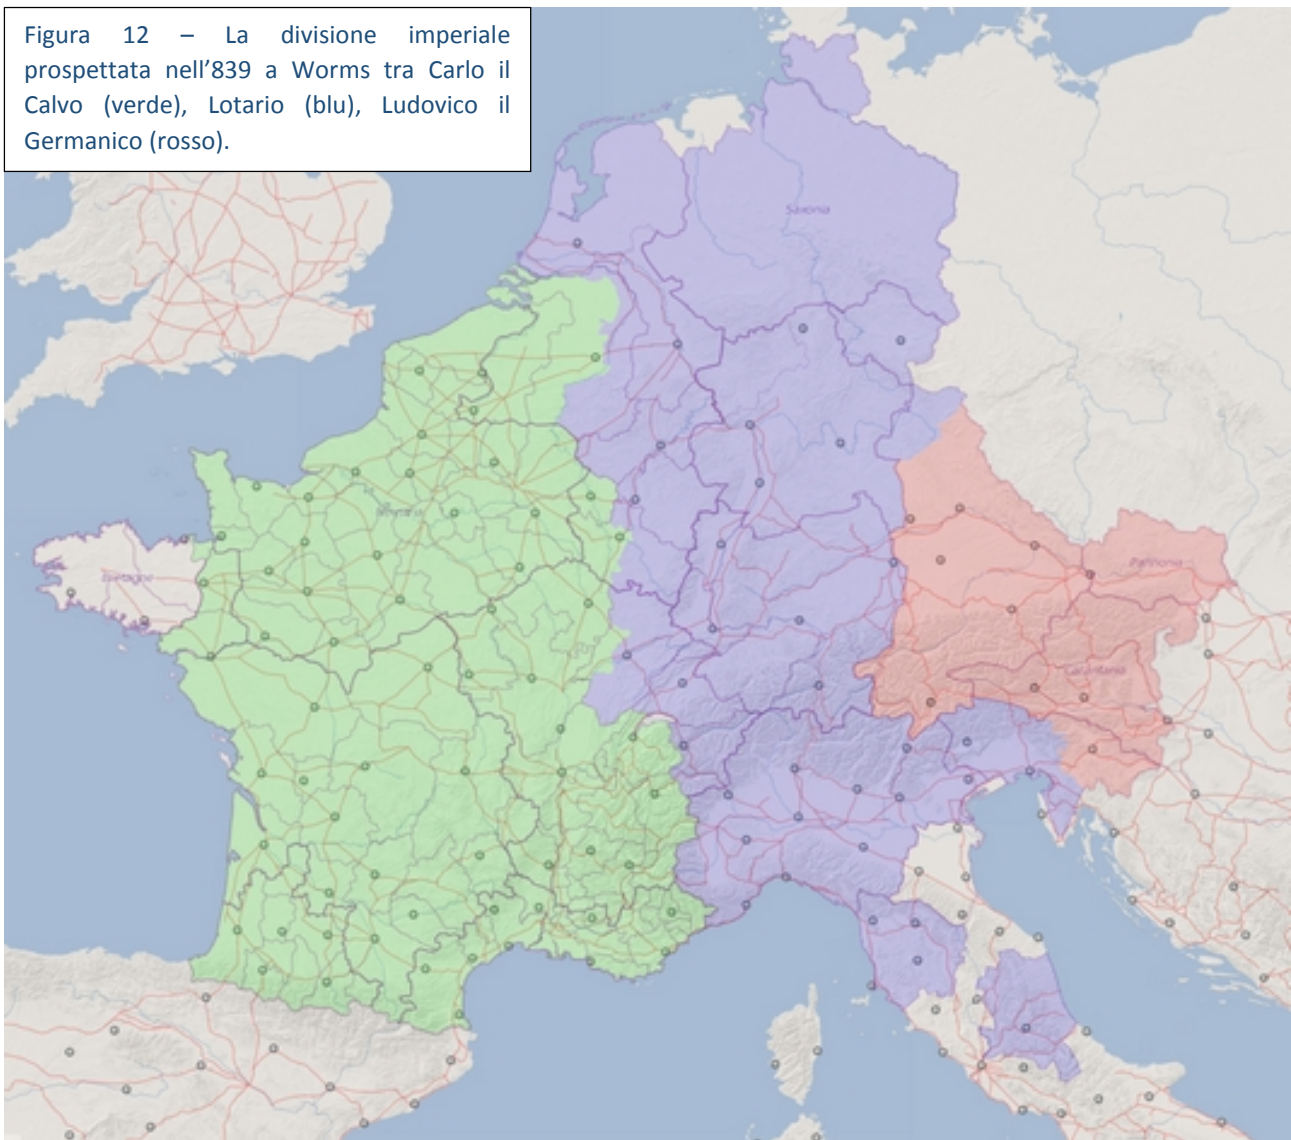 Figura 12 – La divisione imperiale
prospettata nell'839 a Worms tra Carlo il
Calvo (verde), Lotario (blu), Ludovico il
Germanico (rosso).
Saxonia
Bretagne
Pannonia
Carantania